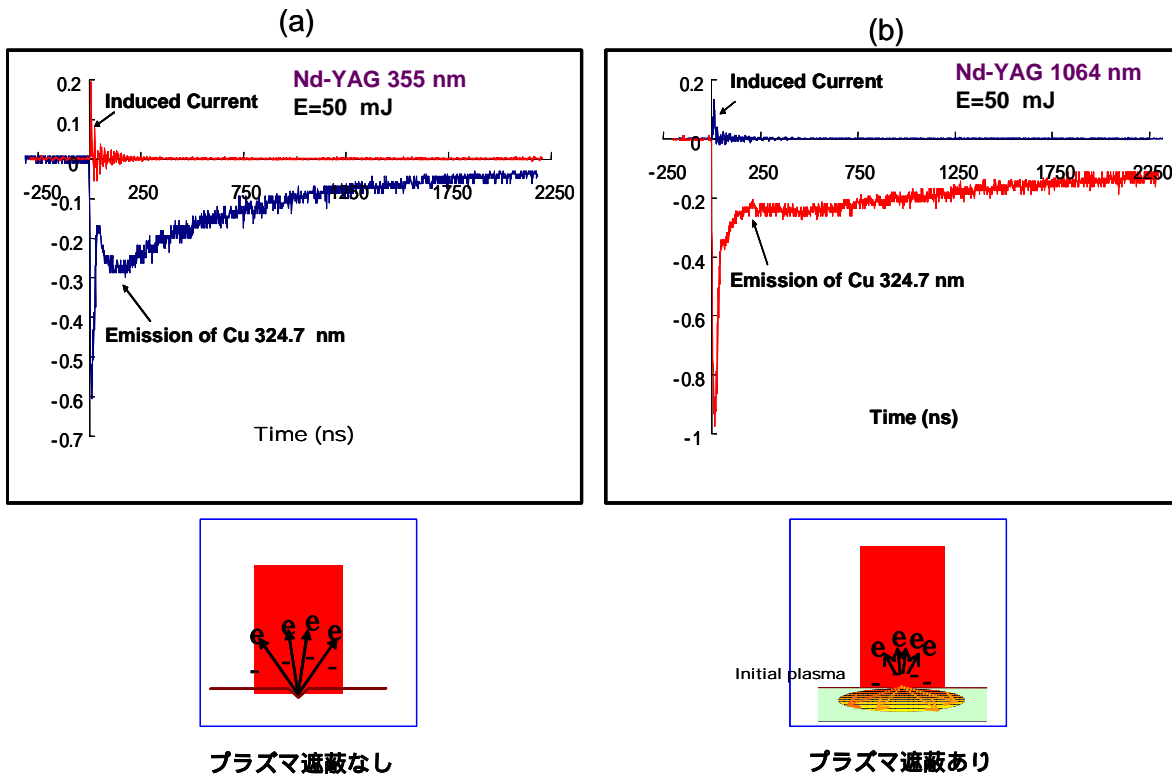 (a)
Nd-YAG 355 nm
E=50 mJ
Induced Current
0.2
0.1
0
-0.1
-0.2
-0.3
-0.4
-0.5
-0.6
-0.7
-250
250
750
1250
1750
2250
Emission of Cu 324.7 nm
Time (ns)
(b)
Nd-YAG 1064 nm
E=50 mJ
Induced Current
0.2
0
-0.2
-0.4
-0.6
-0.8
-1
-250
250
750
1250
1750
2250
Emission of Cu 324.7 nm
Time (ns)
e e e e
- - - -
プラズマ遮蔽なし
e e e e
- - - -
Initial plasma
プラズマ遮蔽あり